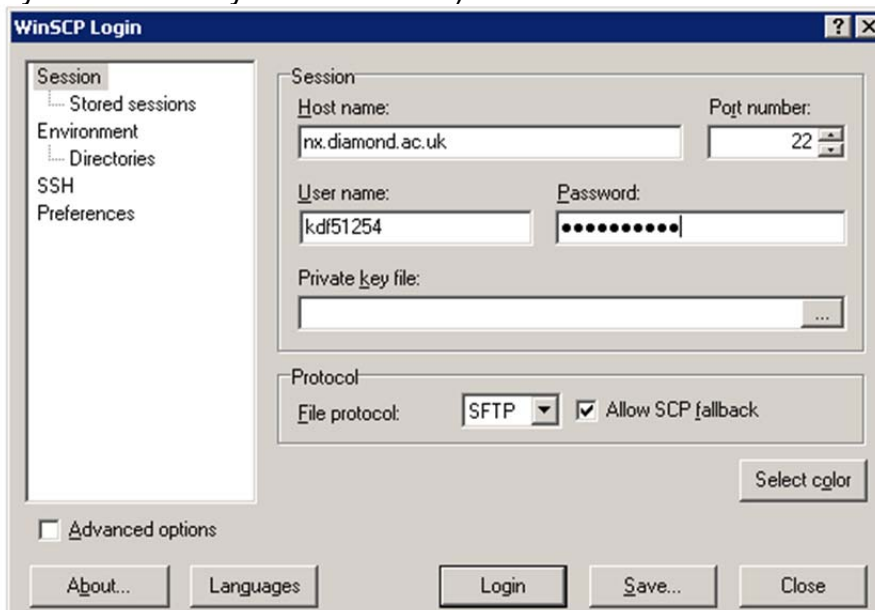 WinSCP Login
Session
Stored sessions
Environment
Directories
SSH
Preferences
Session
Host name:
Port number:
nx.diamond.ac.uk
22
User name:
Password:
kdf51254
●●●●●●●●●●
Private key file:
...
Protocol
File protocol:
SFTP
Allow SCP fallback
Select color
Advanced options
About...
Languages
Login
Save...
Close